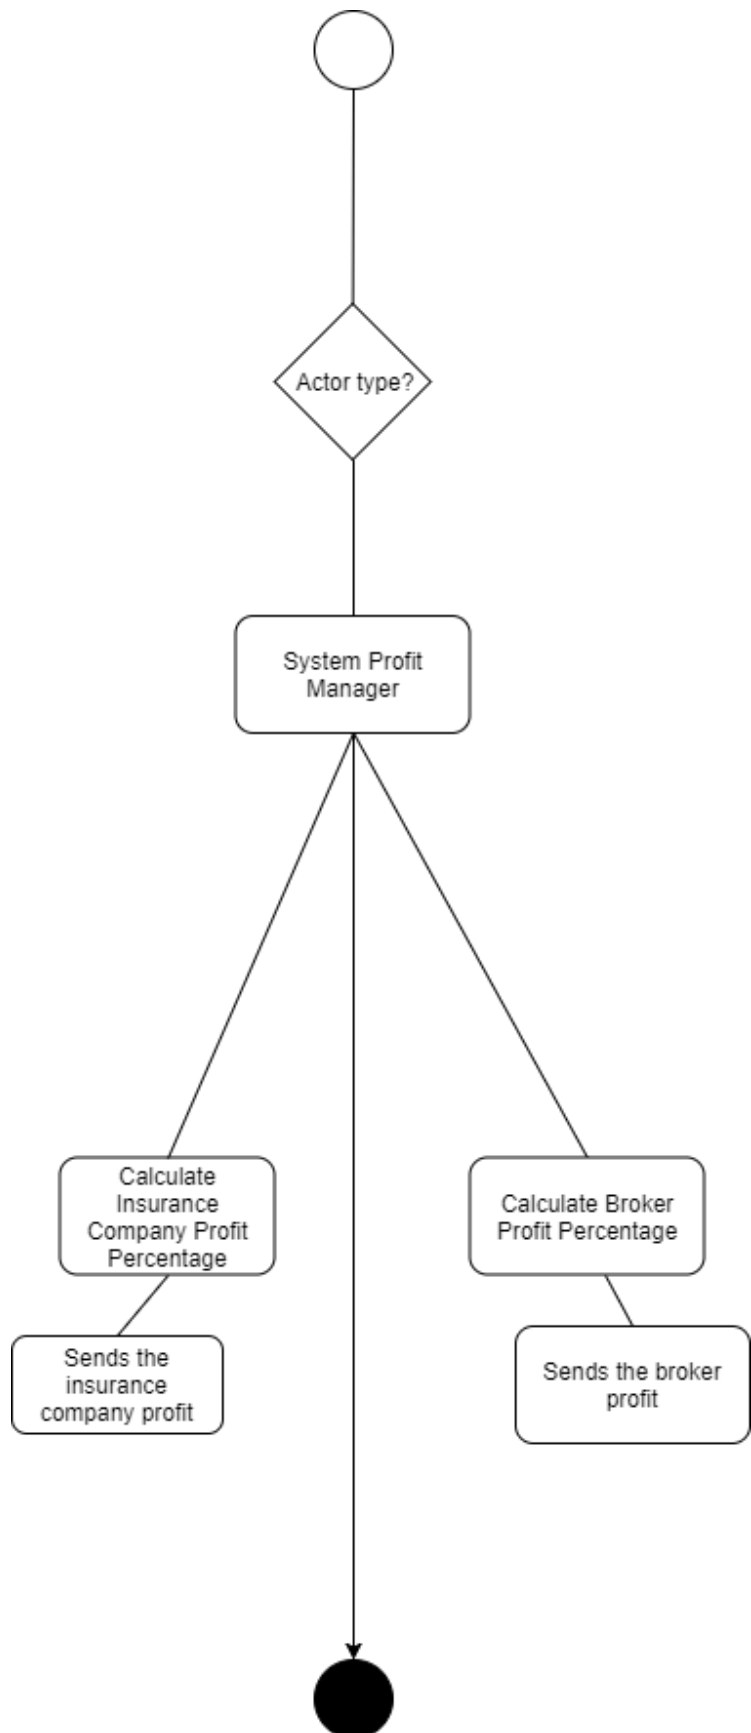 Actor type?
System Profit
Manager
Calculate
Insurance
Company Profit
Percentage
Calculate Broker
Profit Percentage
Sends the
insurance
company profit
Sends the broker
profit